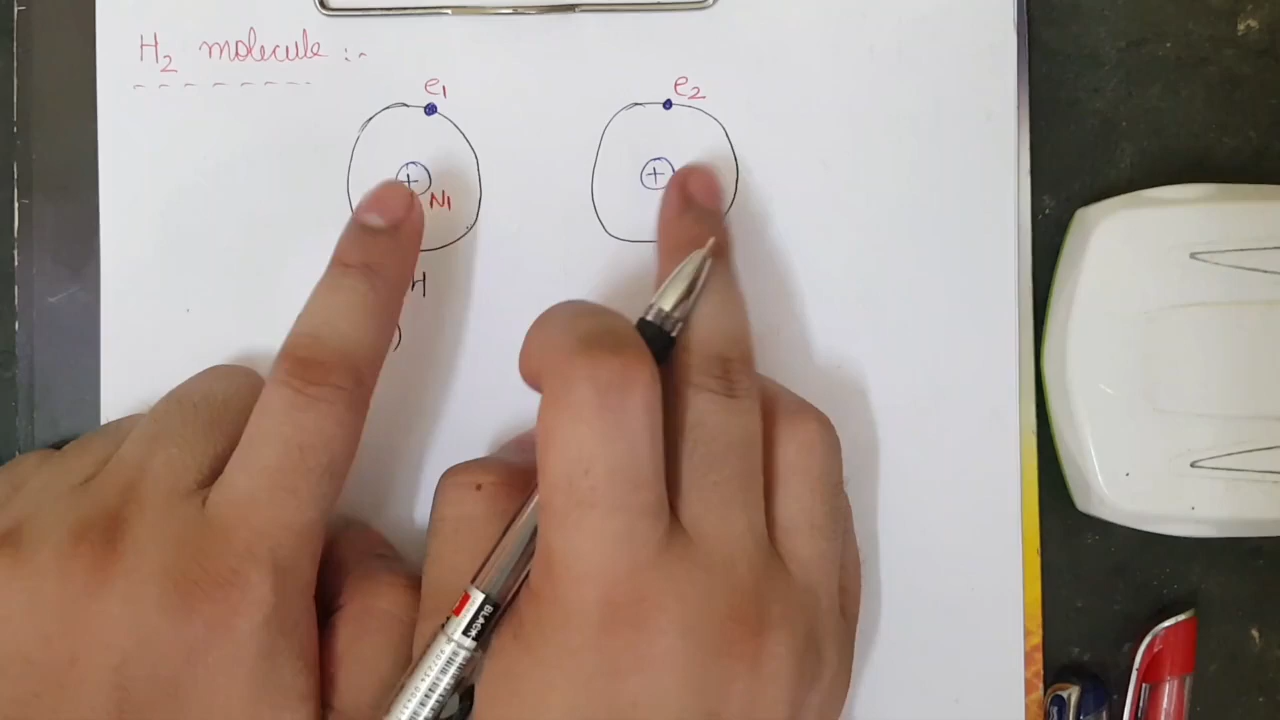 H₂ molecule :-
e₁ e₂
+ +
N₁
H
)
BLACK